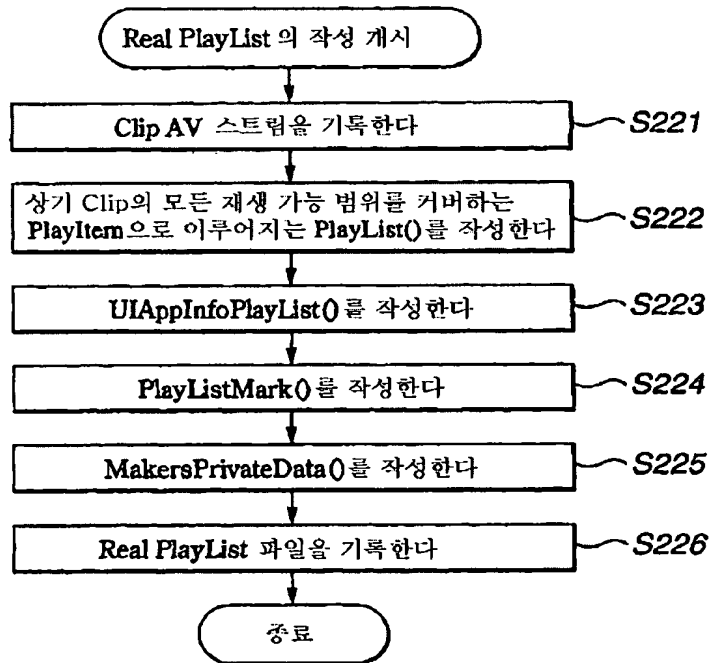 Real PlayList 의 작성 개시
Clip AV 스트림을 기록한다
S221
상기 Clip의 모든 재생 가능 범위를 커버하는
PlayItem으로 이루어지는 PlayList()를 작성한다
S222
UIAppInfoPlayList()를 작성한다
S223
PlayListMark()를 작성한다
S224
MakersPrivateData()를 작성한다
S225
Real PlayList 파일을 기록한다
S226
종료